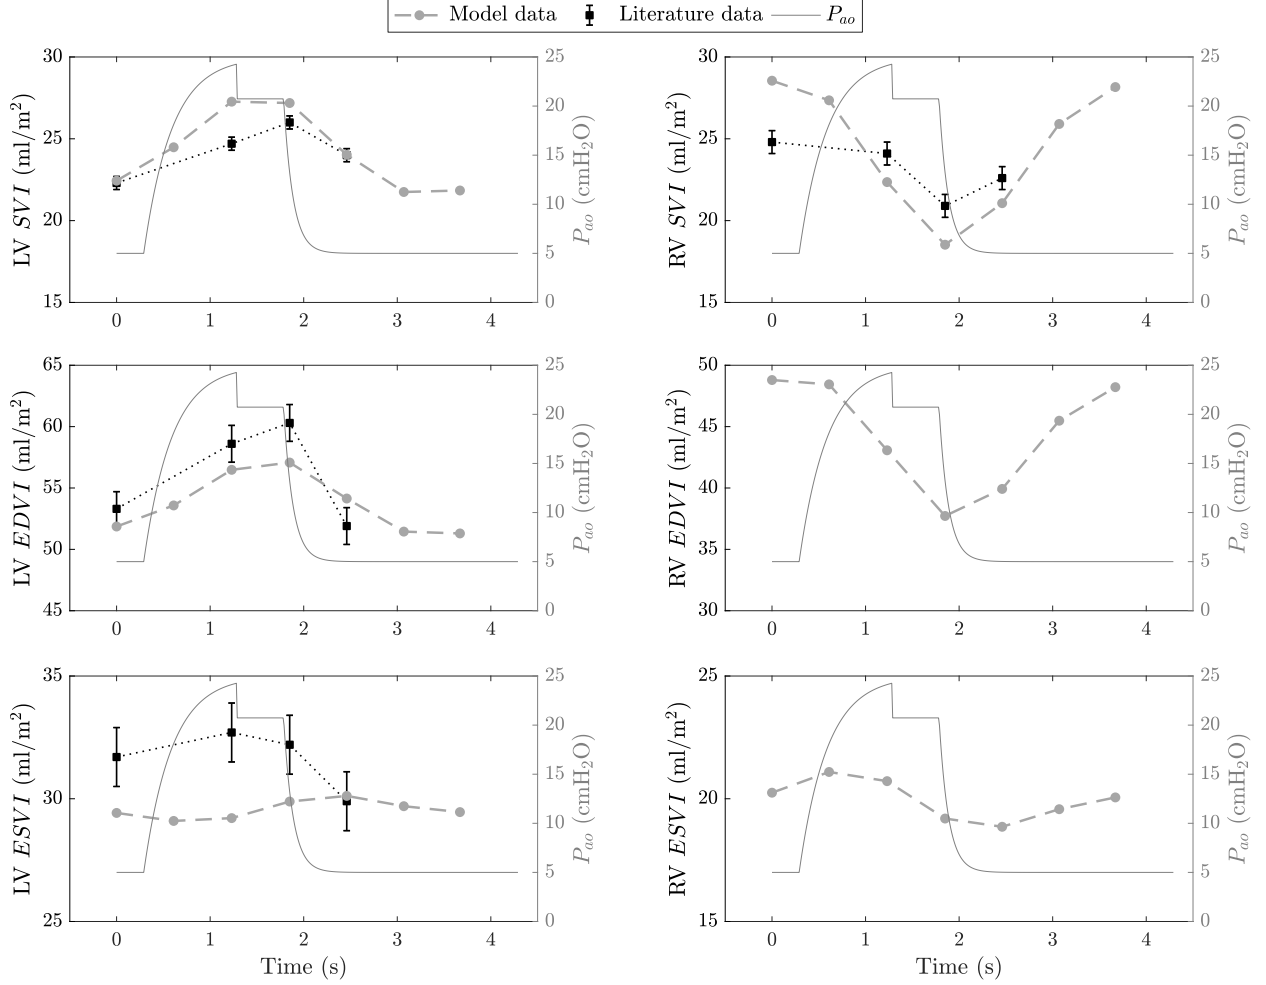 Model data Literature data P_ao
30 25 30 25
25 20 25 20
15 15
20 10 20 10
5 5
15 0 15 0
0 1 2 3 4 0 1 2 3 4
LV SVI (ml/m²) P_ao (cmH₂O) RV SVI (ml/m²) P_ao (cmH₂O)
65 25 50 25
60 20 45 20
55 15 40 15
50 10 35 10
5 5
45 0 30 0
0 1 2 3 4 0 1 2 3 4
LV EDVI (ml/m²) P_ao (cmH₂O) RV EDVI (ml/m²) P_ao (cmH₂O)
35 25 25 25
20 20
30 15 20 15
10 10
5 5
25 0 15 0
0 1 2 3 4 0 1 2 3 4
LV ESVI (ml/m²) P_ao (cmH₂O) RV ESVI (ml/m²) P_ao (cmH₂O)
Time (s) Time (s)